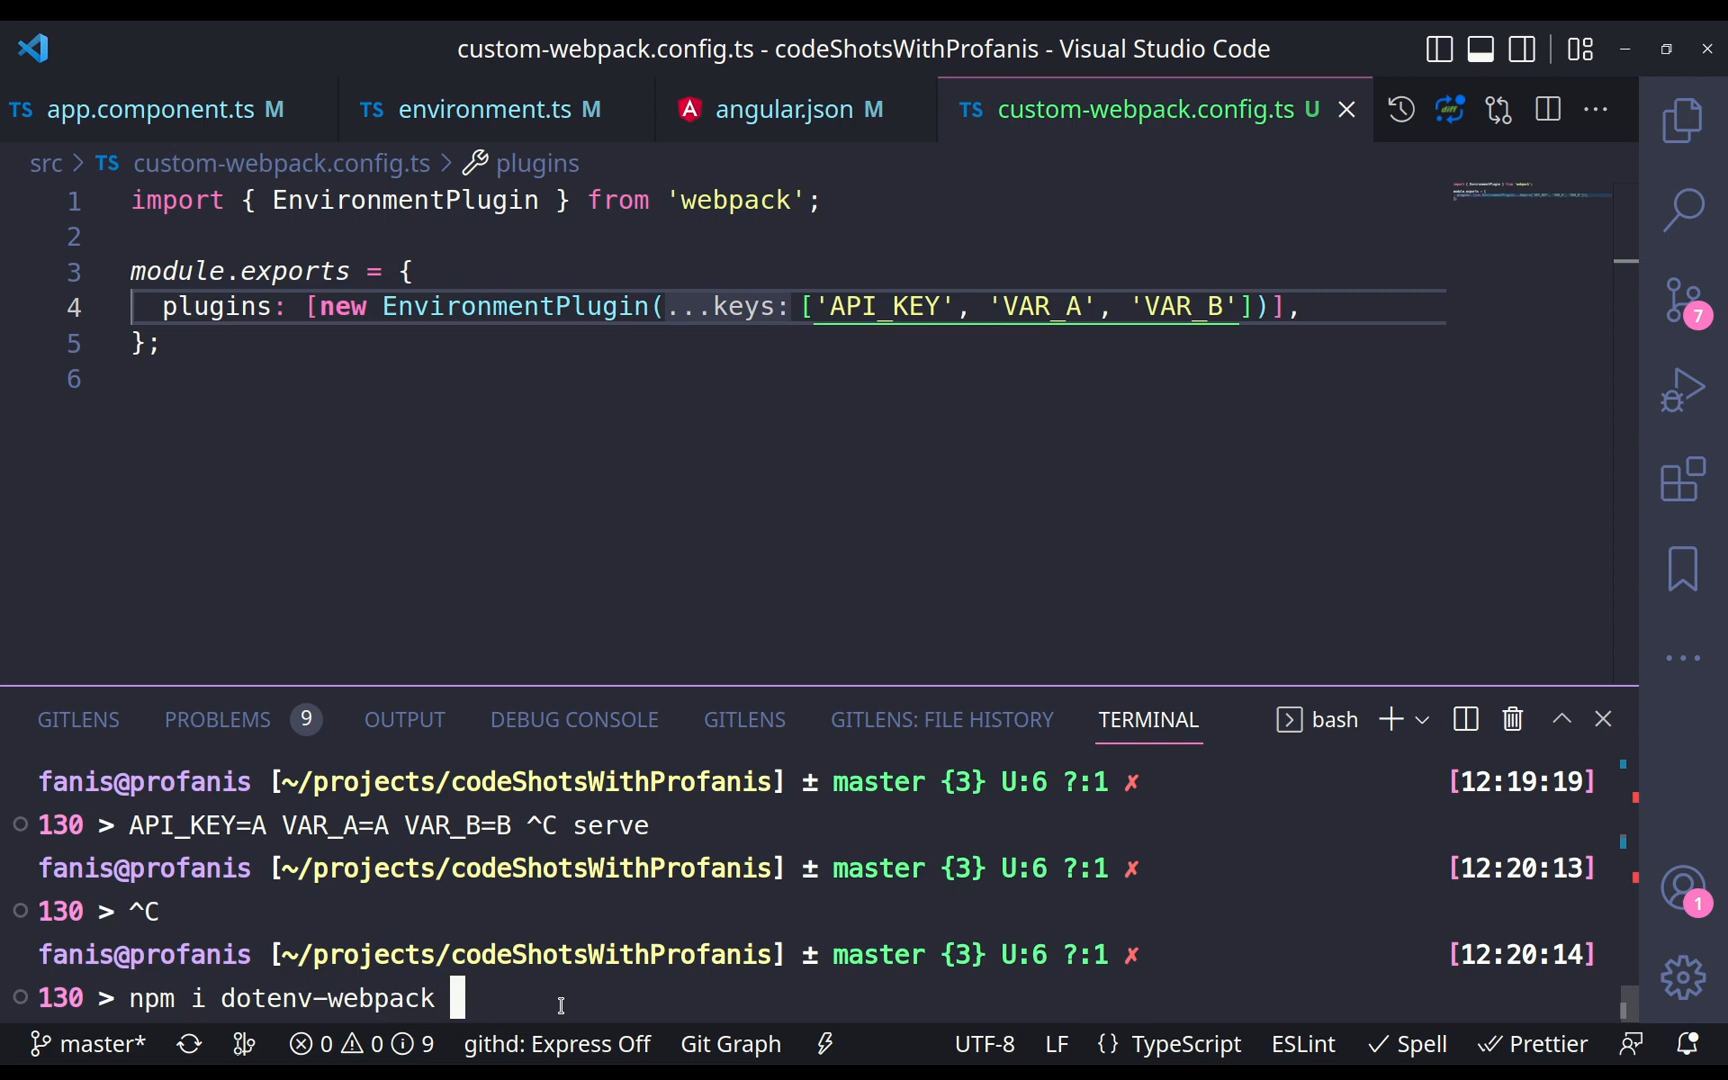 custom-webpack.config.ts - codeShotsWithProfanis - Visual Studio Code
TS app.component.ts M TS environment.ts M A angular.json M TS custom-webpack.config.ts U
src > TS custom-webpack.config.ts > plugins
1 import { EnvironmentPlugin } from 'webpack';
2
3 module.exports = {
4 plugins: [new EnvironmentPlugin(...keys: ['API_KEY', 'VAR_A', 'VAR_B'])],
5 };
6
7
GITLENS PROBLEMS 9 OUTPUT DEBUG CONSOLE GITLENS GITLENS: FILE HISTORY TERMINAL bash
fanis@profanis [~/projects/codeShotsWithProfanis] ± master {3} U:6 ?:1 ✗ [12:19:19]
130 > API_KEY=A VAR_A=A VAR_B=B ^C serve
fanis@profanis [~/projects/codeShotsWithProfanis] ± master {3} U:6 ?:1 ✗ [12:20:13]
130 > ^C
fanis@profanis [~/projects/codeShotsWithProfanis] ± master {3} U:6 ?:1 ✗ [12:20:14]
1
130 > npm i dotenv-webpack
master* 0 0 9 githd: Express Off Git Graph UTF-8 LF {} TypeScript ESLint ✓ Spell Prettier